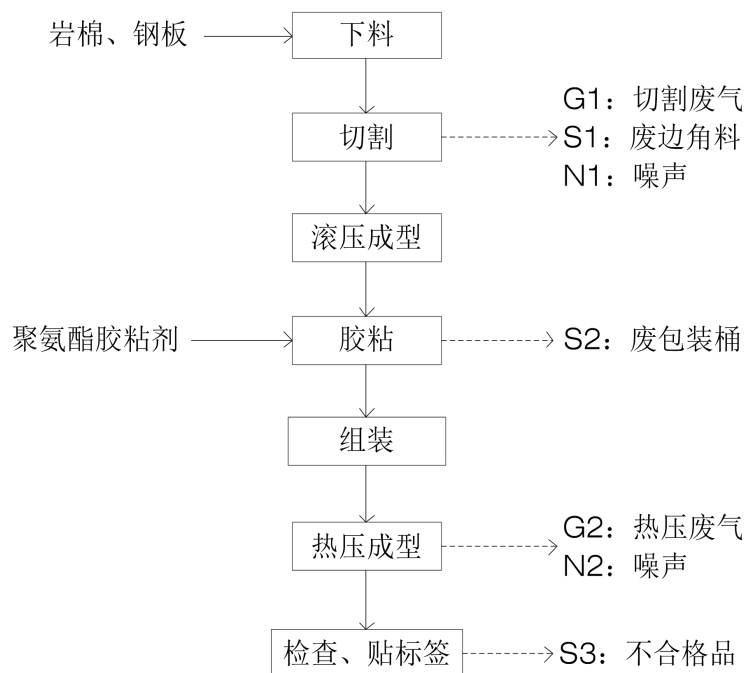 岩棉、钢板
下料
G1：切割废气
切割
S1：废边角料
N1：噪声
滚压成型
聚氨酯胶粘剂
胶粘
S2：废包装桶
组装
G2：热压废气
热压成型
N2：噪声
检查、贴标签
S3：不合格品